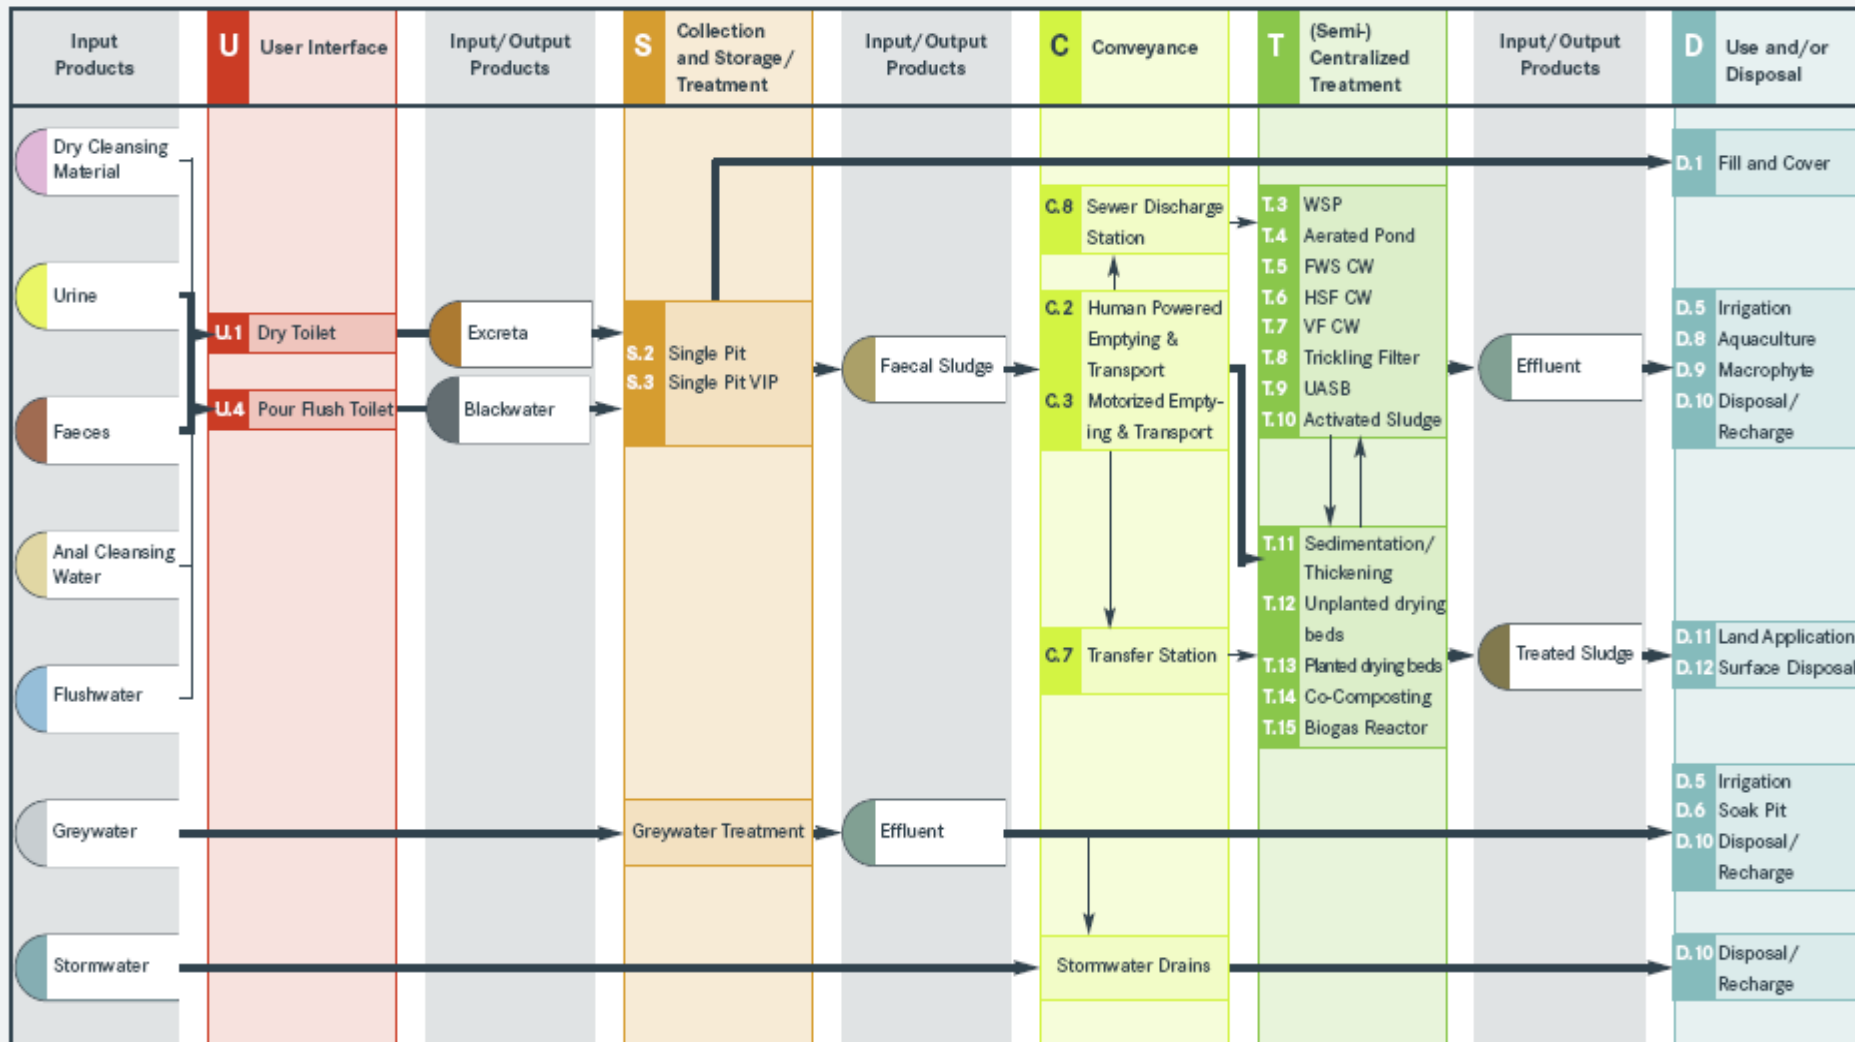 Input
Products
U User Interface
Input/Output
Products
S Collection
and Storage/
Treatment
Input/Output
Products
C Conveyance
T (Semi-)
Centralized
Treatment
Input/Output
Products
D Use and/or
Disposal
Dry Cleansing
Material
Urine
Faeces
Anal Cleansing
Water
Flushwater
Greywater
Stormwater
U.1 Dry Toilet
U.4 Pour Flush Toilet
Excreta
Blackwater
S.2 Single Pit
S.3 Single Pit VIP
Greywater Treatment
Faecal Sludge
Effluent
C.8 Sewer Discharge
Station
C.2 Human Powered
Emptying &
Transport
C.3 Motorized Empty-
ing & Transport
C.7 Transfer Station
Stormwater Drains
T.3 WSP
T.4 Aerated Pond
T.5 FWS CW
T.6 HSF CW
T.7 VF CW
T.8 Trickling Filter
T.9 UASB
T.10 Activated Sludge
T.11 Sedimentation/
Thickening
T.12 Unplanted drying
beds
T.13 Planted drying beds
T.14 Co-Composting
T.15 Biogas Reactor
Effluent
Treated Sludge
D.1 Fill and Cover
D.5 Irrigation
D.8 Aquaculture
D.9 Macrophyte
D.10 Disposal/
Recharge
D.11 Land Application
D.12 Surface Disposal
D.5 Irrigation
D.6 Soak Pit
D.10 Disposal/
Recharge
D.10 Disposal/
Recharge